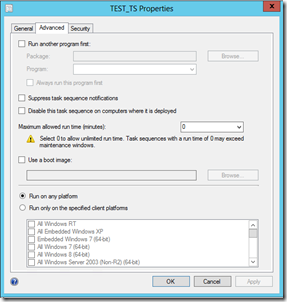 TEST_TS Properties
General Advanced Security
Run another program first:
Package: Browse...
Program:
Always run this program first
Suppress task sequence notifications
Disable this task sequence on computers where it is deployed
Maximum allowed run time (minutes): 0
Select 0 to allow unlimited run time. Task sequences with a run time of 0 may exceed
maintenance windows.
Use a boot image:
Browse...
Run on any platform
Run only on the specified client platforms
All Windows RT
All Embedded Windows XP
Embedded Windows 7 (64-bit)
All Windows 7 (64-bit)
All Windows 8 (64-bit)
All Windows Server 2003 (Non-R2) (64-bit)
OK Cancel Apply